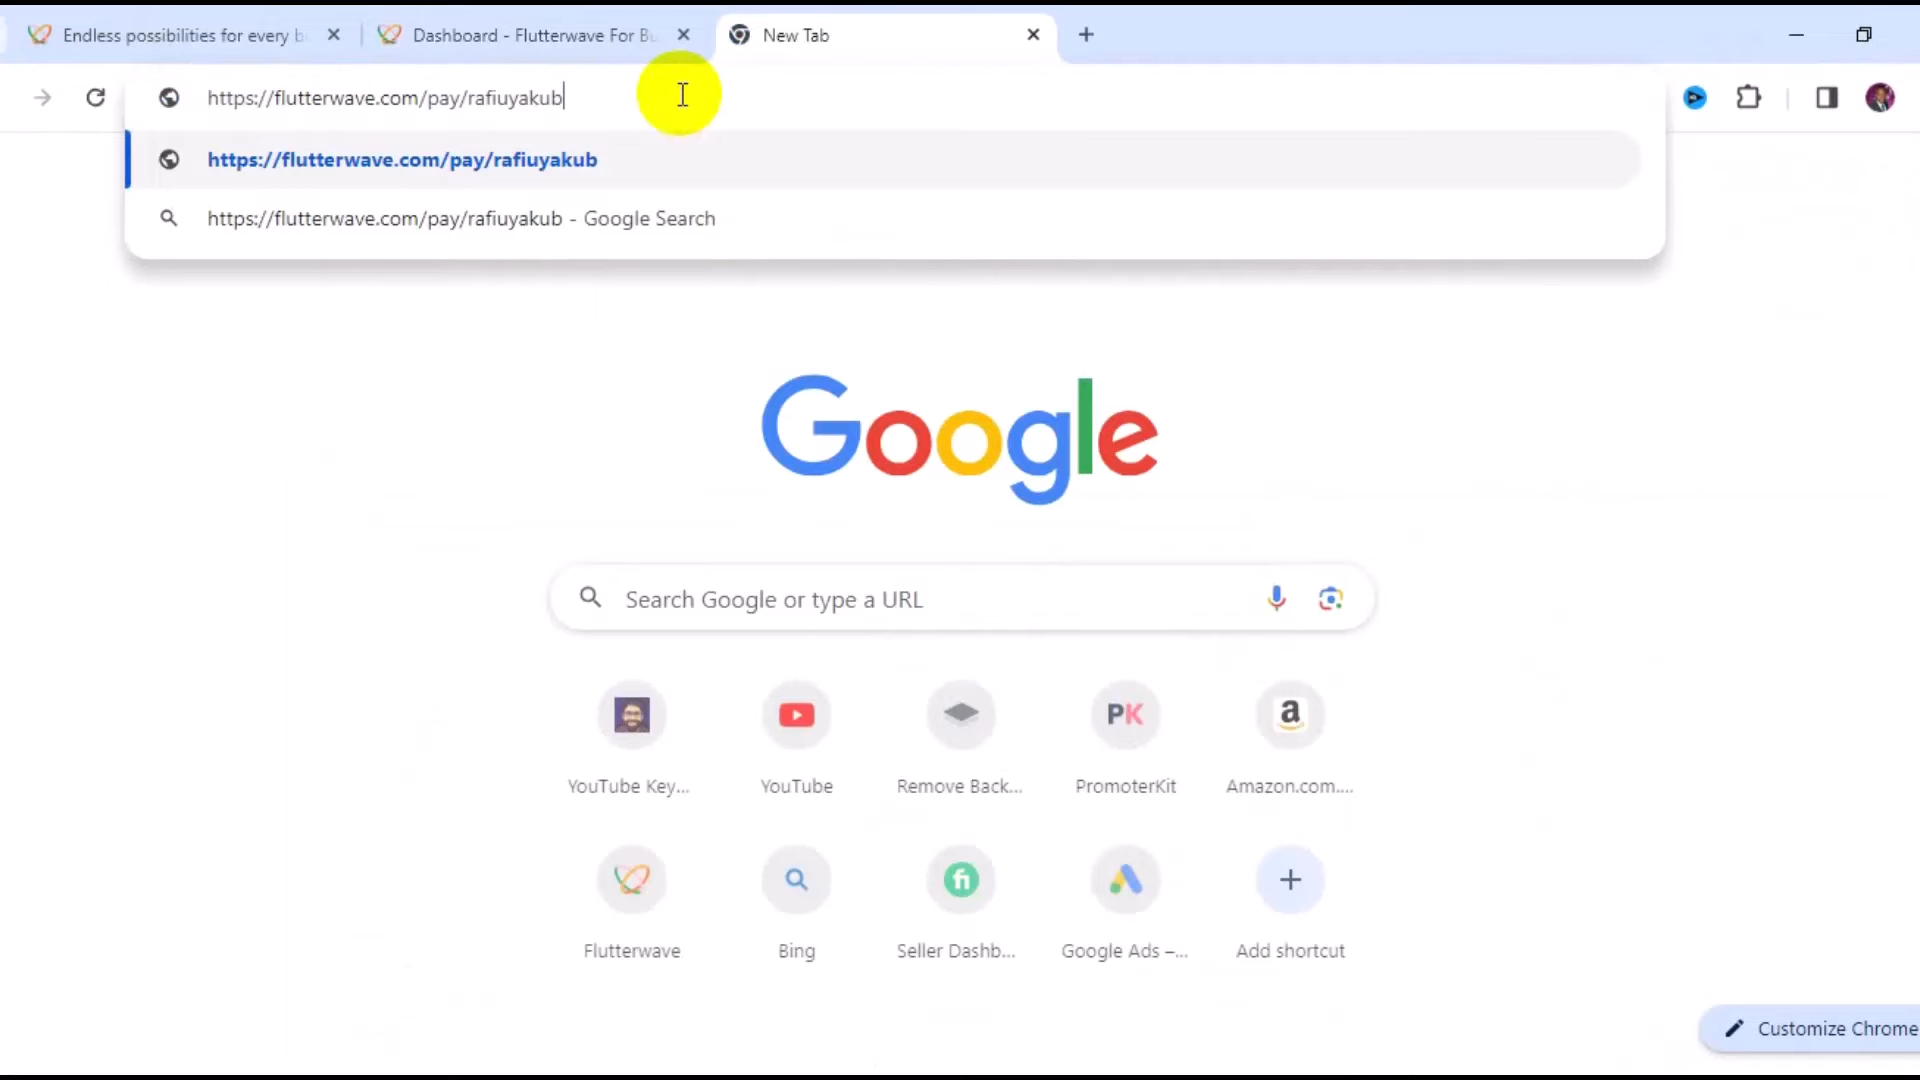 Endless possibilities for every b
Dashboard - Flutterwave For Bu
New Tab
https://flutterwave.com/pay/rafiuyakub
https://flutterwave.com/pay/rafiuyakub
https://flutterwave.com/pay/rafiuyakub - Google Search
Google
Search Google or type a URL
PK
a
YouTube Key...
YouTube
Remove Back...
PromoterKit
Amazon.com....
fi
Flutterwave
Bing
Seller Dashb...
Google Ads –...
Add shortcut
Customize Chrome